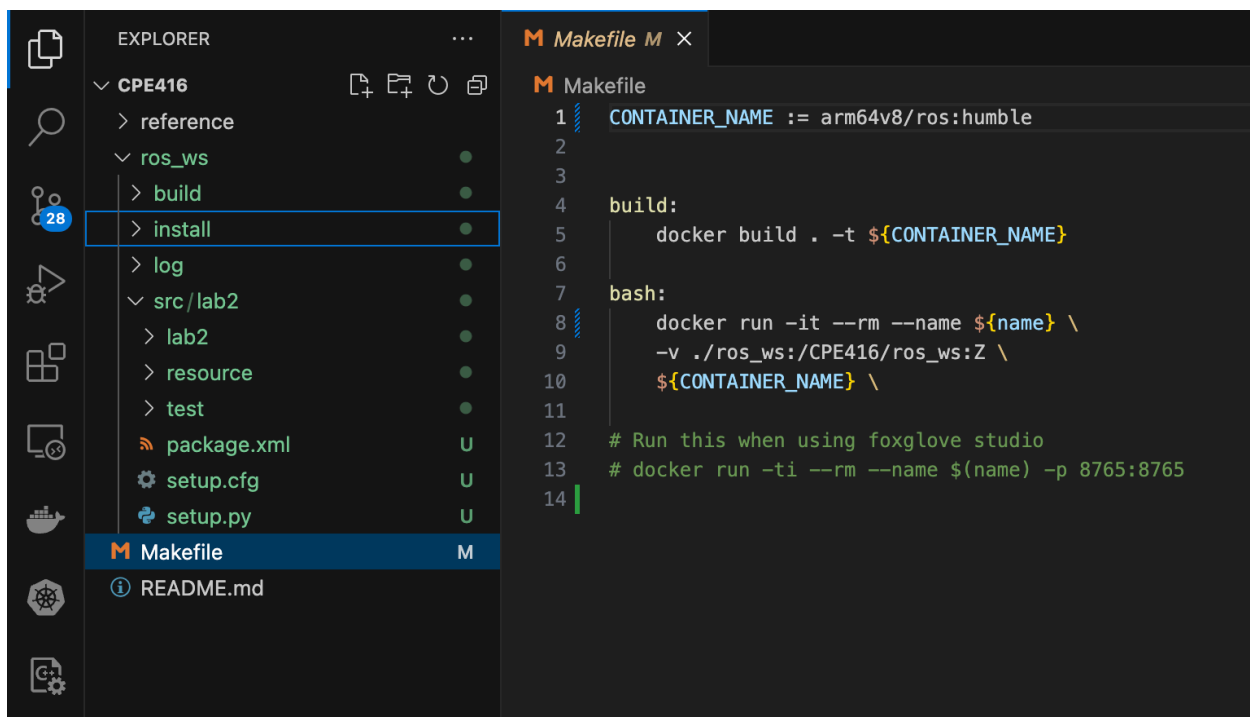 EXPLORER
CPE416
reference
ros_ws
build
install
log
src/lab2
lab2
resource
test
package.xml U
setup.cfg U
setup.py U
Makefile M
README.md
28
Makefile M
Makefile
1 CONTAINER_NAME := arm64v8/ros:humble
2
3
4 build:
5 docker build . -t ${CONTAINER_NAME}
6
7 bash:
8 docker run -it --rm --name ${name} \
9 -v ./ros_ws:/CPE416/ros_ws:Z \
10 ${CONTAINER_NAME} \
11
12 # Run this when using foxglove studio
13 # docker run -ti --rm --name $(name) -p 8765:8765
14